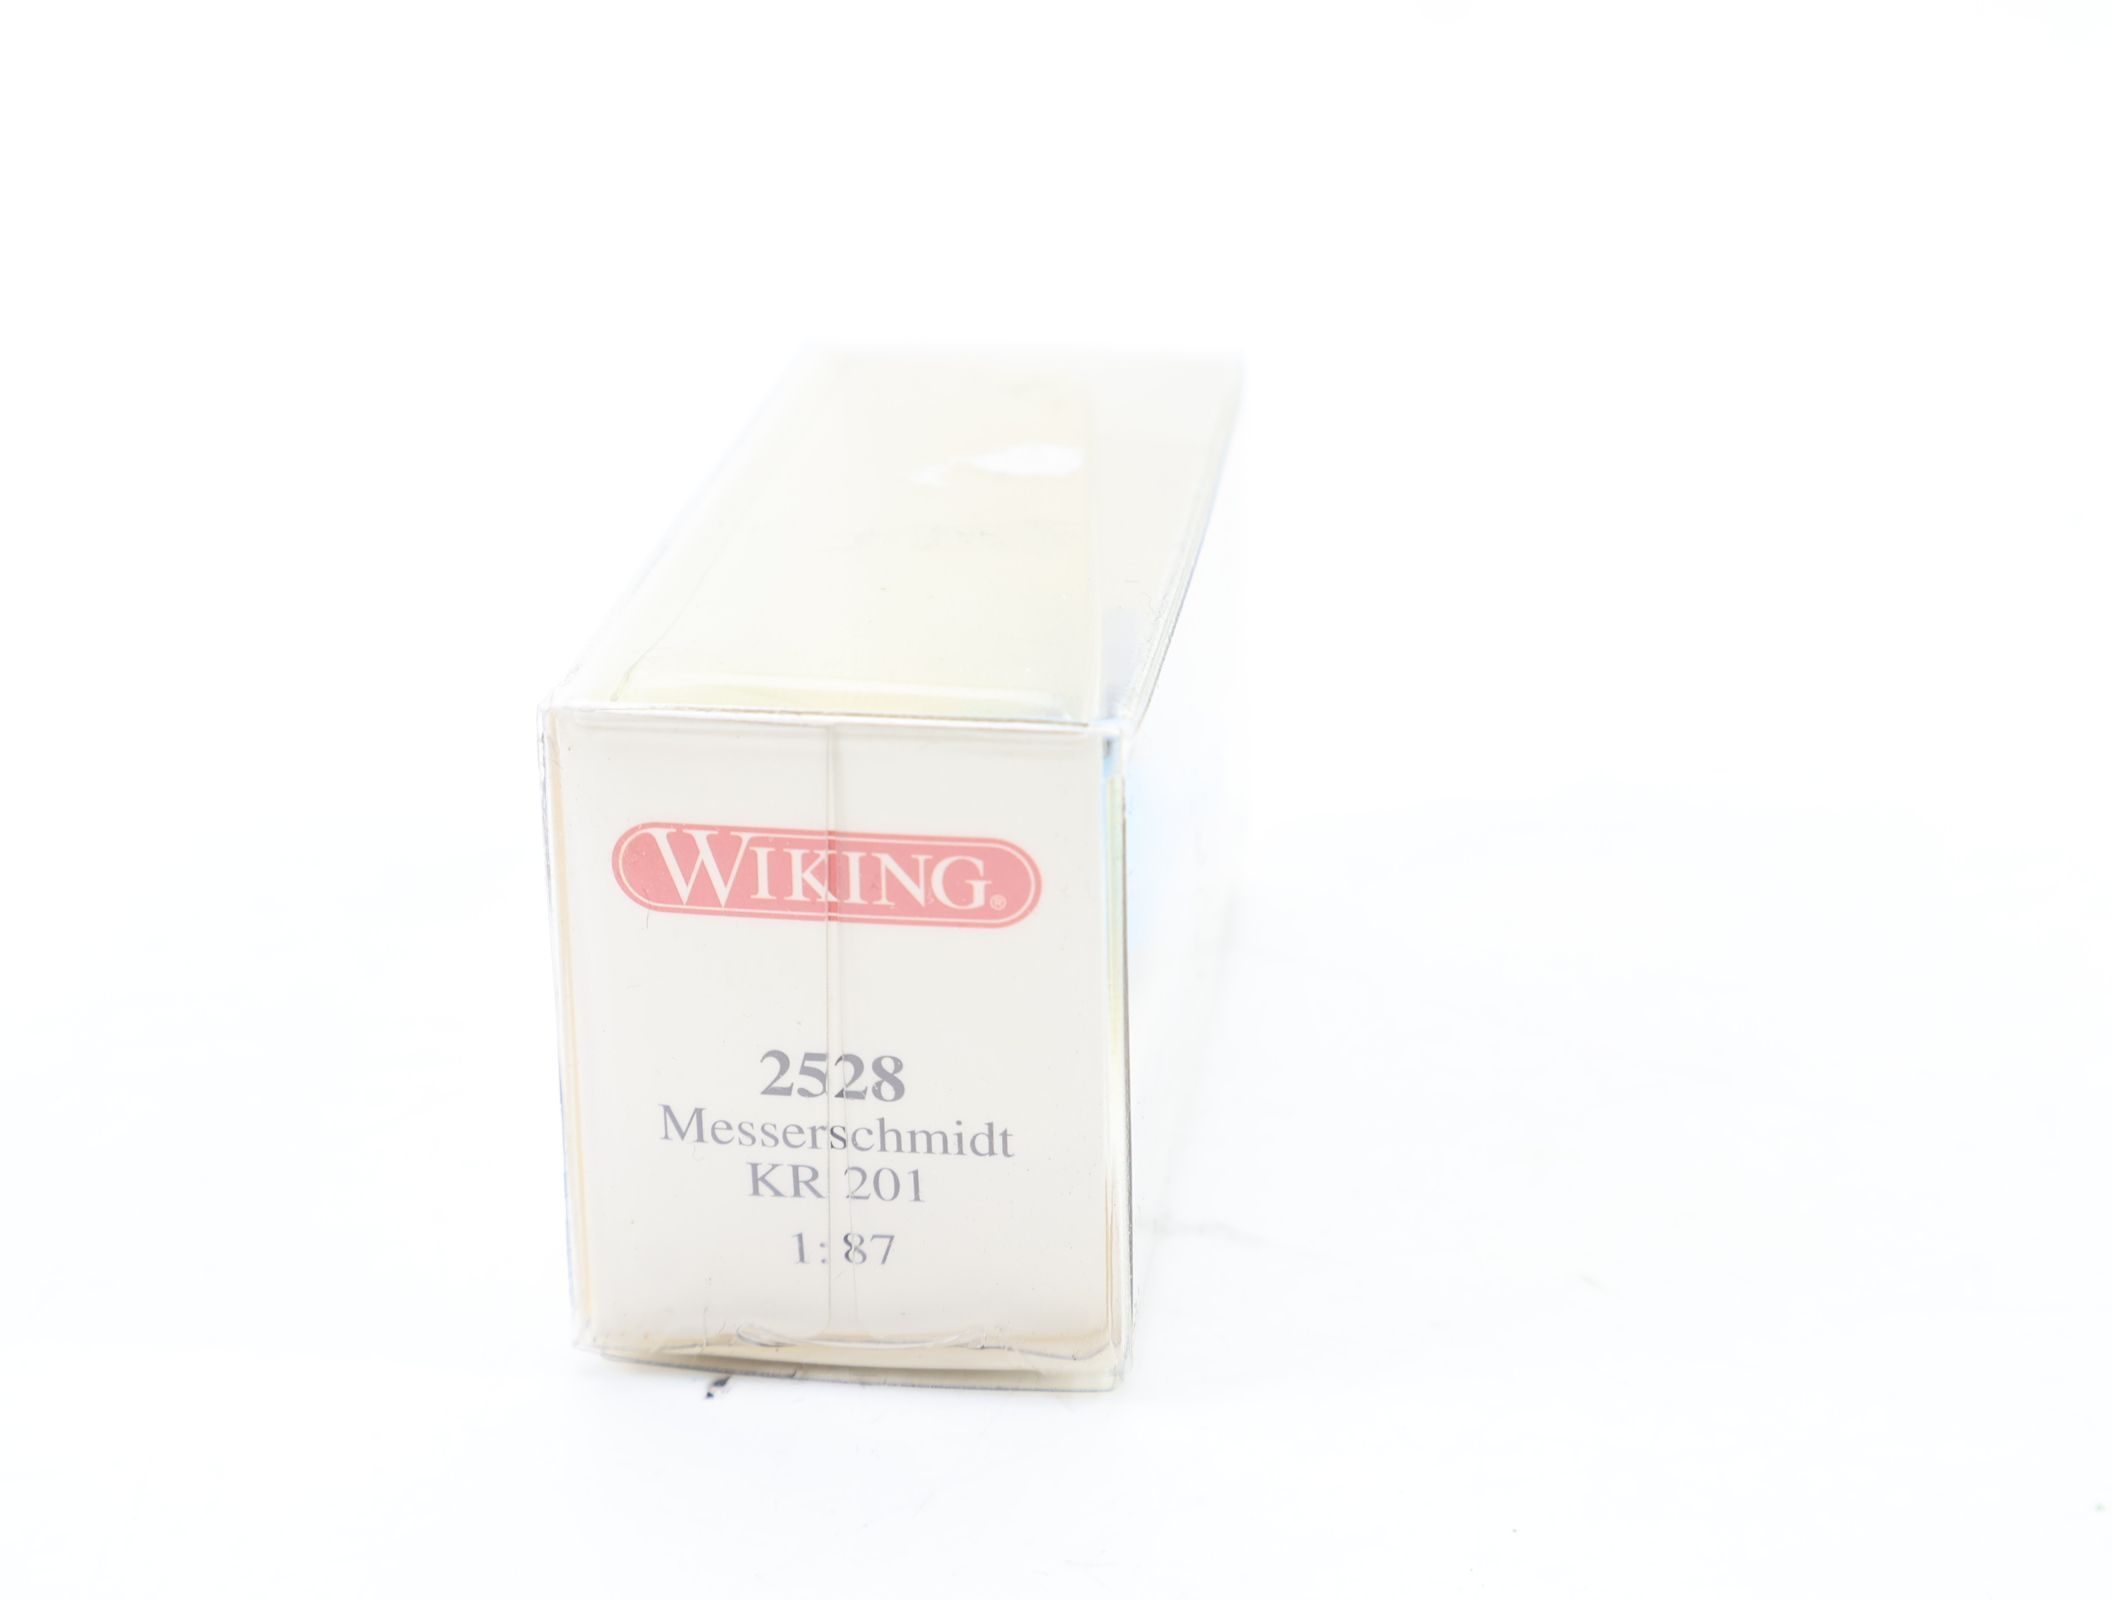 WIKING®
2528
Messerschmidt
KR 201
1:87